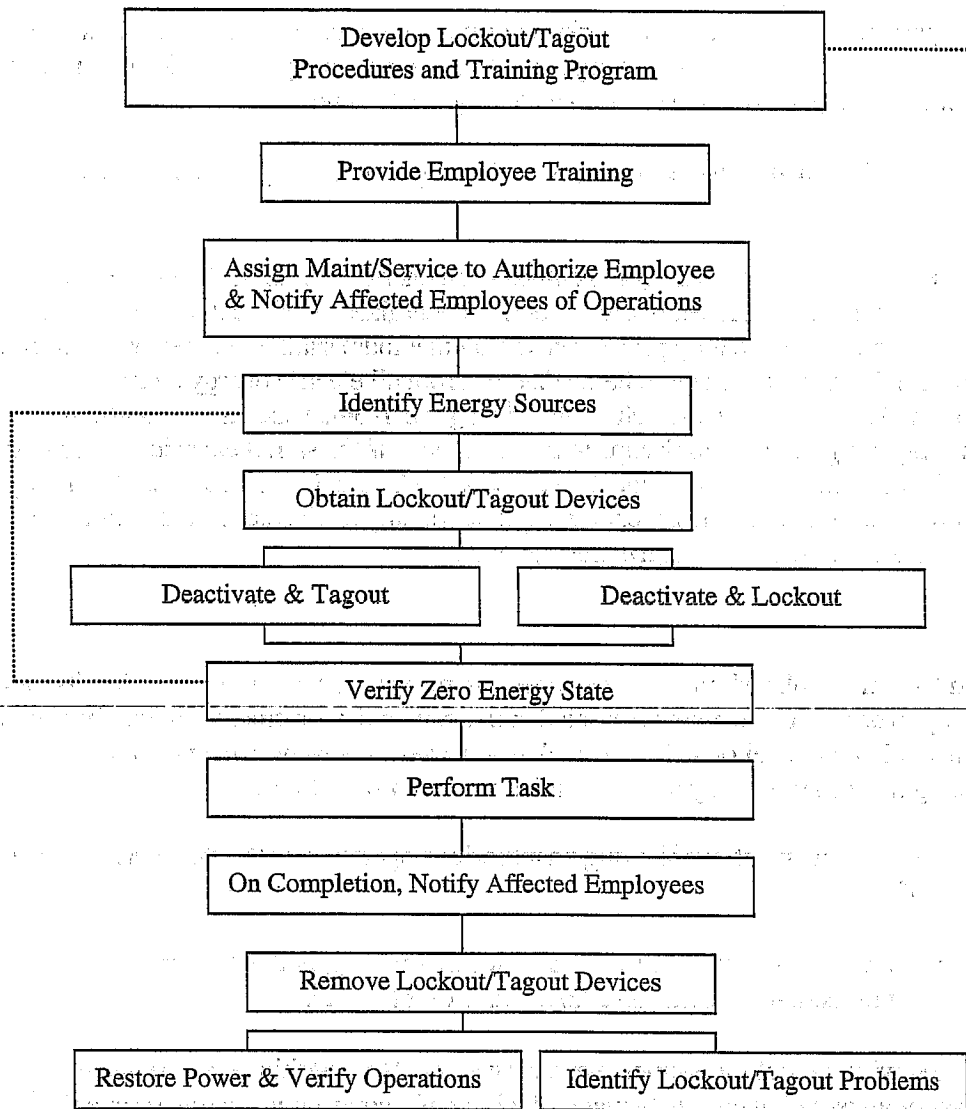 Develop Lockout/Tagout
Procedures and Training Program
Provide Employee Training
Assign Maint/Service to Authorize Employee
& Notify Affected Employees of Operations
Identify Energy Sources
Obtain Lockout/Tagout Devices
Deactivate & Tagout
Deactivate & Lockout
Verify Zero Energy State
Perform Task
On Completion, Notify Affected Employees
Remove Lockout/Tagout Devices
Restore Power & Verify Operations
Identify Lockout/Tagout Problems